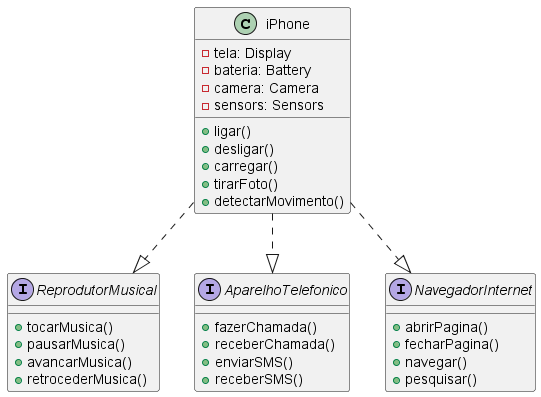 C iPhone
tela: Display
bateria: Battery
camera: Camera
sensors: Sensors
ligar()
desligar()
carregar()
tirarFoto()
detectarMovimento()
I ReprodutorMusical
tocarMusica()
pausarMusica()
avancarMusica()
retrocederMusica()
I AparelhoTelefonico
fazerChamada()
receberChamada()
enviarSMS()
receberSMS()
I NavegadorInternet
abrirPagina()
fecharPagina()
navegar()
pesquisar()